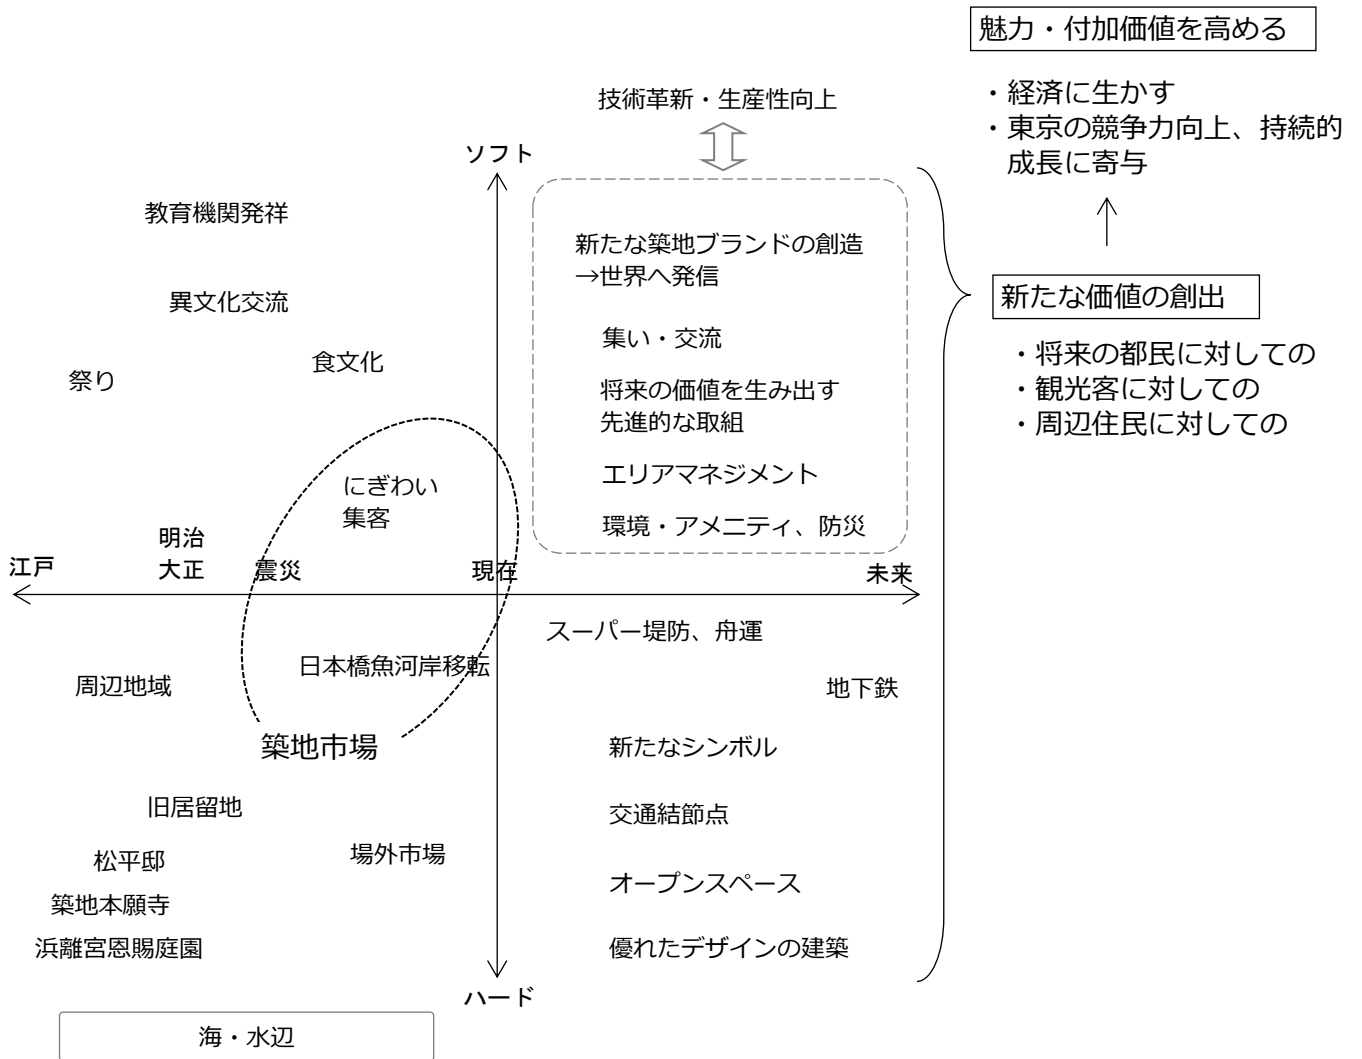 魅力・付加価値を高める
・経済に生かす
・東京の競争力向上、持続的
成長に寄与
技術革新・生産性向上
ソフト
教育機関発祥
異文化交流
食文化
祭り
新たな築地ブランドの創造
→世界へ発信
集い・交流
将来の価値を生み出す
先進的な取組
エリアマネジメント
環境・アメニティ、防災
新たな価値の創出
・将来の都民に対しての
・観光客に対しての
・周辺住民に対しての
にぎわい
集客
江戸
明治
大正
震災
現在
未来
スーパー堤防、舟運
日本橋魚河岸移転
周辺地域
地下鉄
築地市場
新たなシンボル
旧居留地
交通結節点
松平邸
場外市場
オープンスペース
築地本願寺
浜離宮恩賜庭園
優れたデザインの建築
ハード
海・水辺